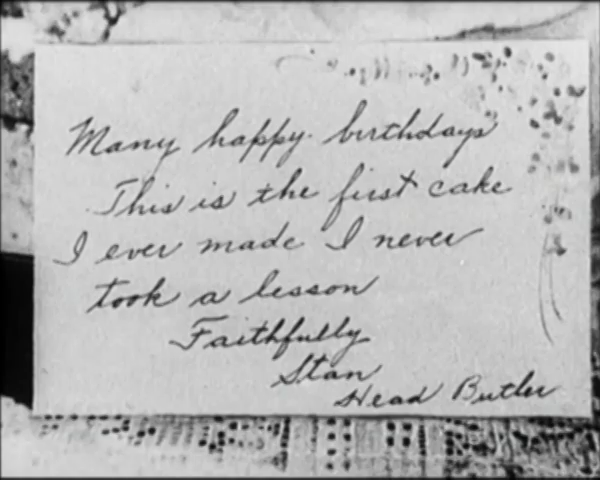 Many happy birthdays
This is the first cake
I ever made I never
took a lesson
Faithfully
Stan
Head Butler